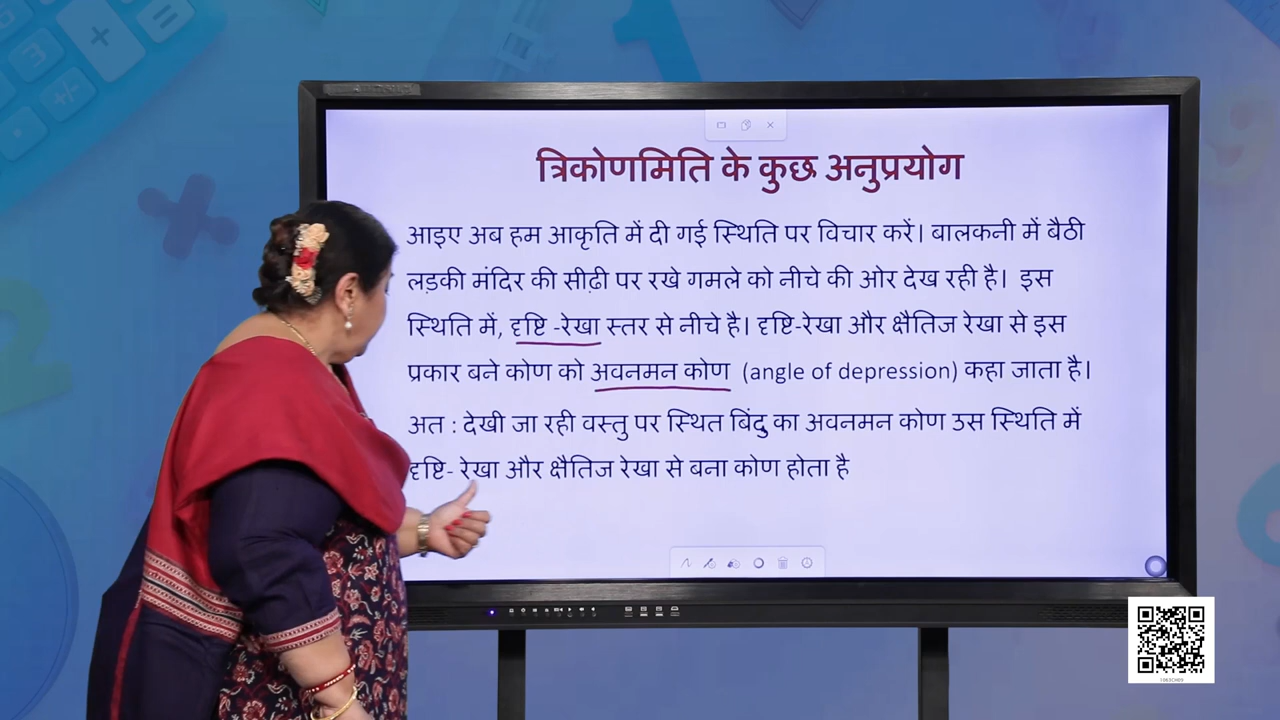 त्रिकोणमिति के कुछ अनुप्रयोग
आइए अब हम आकृति में दी गई स्थिति पर विचार करें। बालकनी में बैठी
लड़की मंदिर की सीढ़ी पर रखे गमले को नीचे की ओर देख रही है। इस
स्थिति में, दृष्टि -रेखा स्तर से नीचे है। दृष्टि-रेखा और क्षैतिज रेखा से इस
प्रकार बने कोण को अवनमन कोण (angle of depression) कहा जाता है।
अत : देखी जा रही वस्तु पर स्थित बिंदु का अवनमन कोण उस स्थिति में
दृष्टि- रेखा और क्षैतिज रेखा से बना कोण होता है